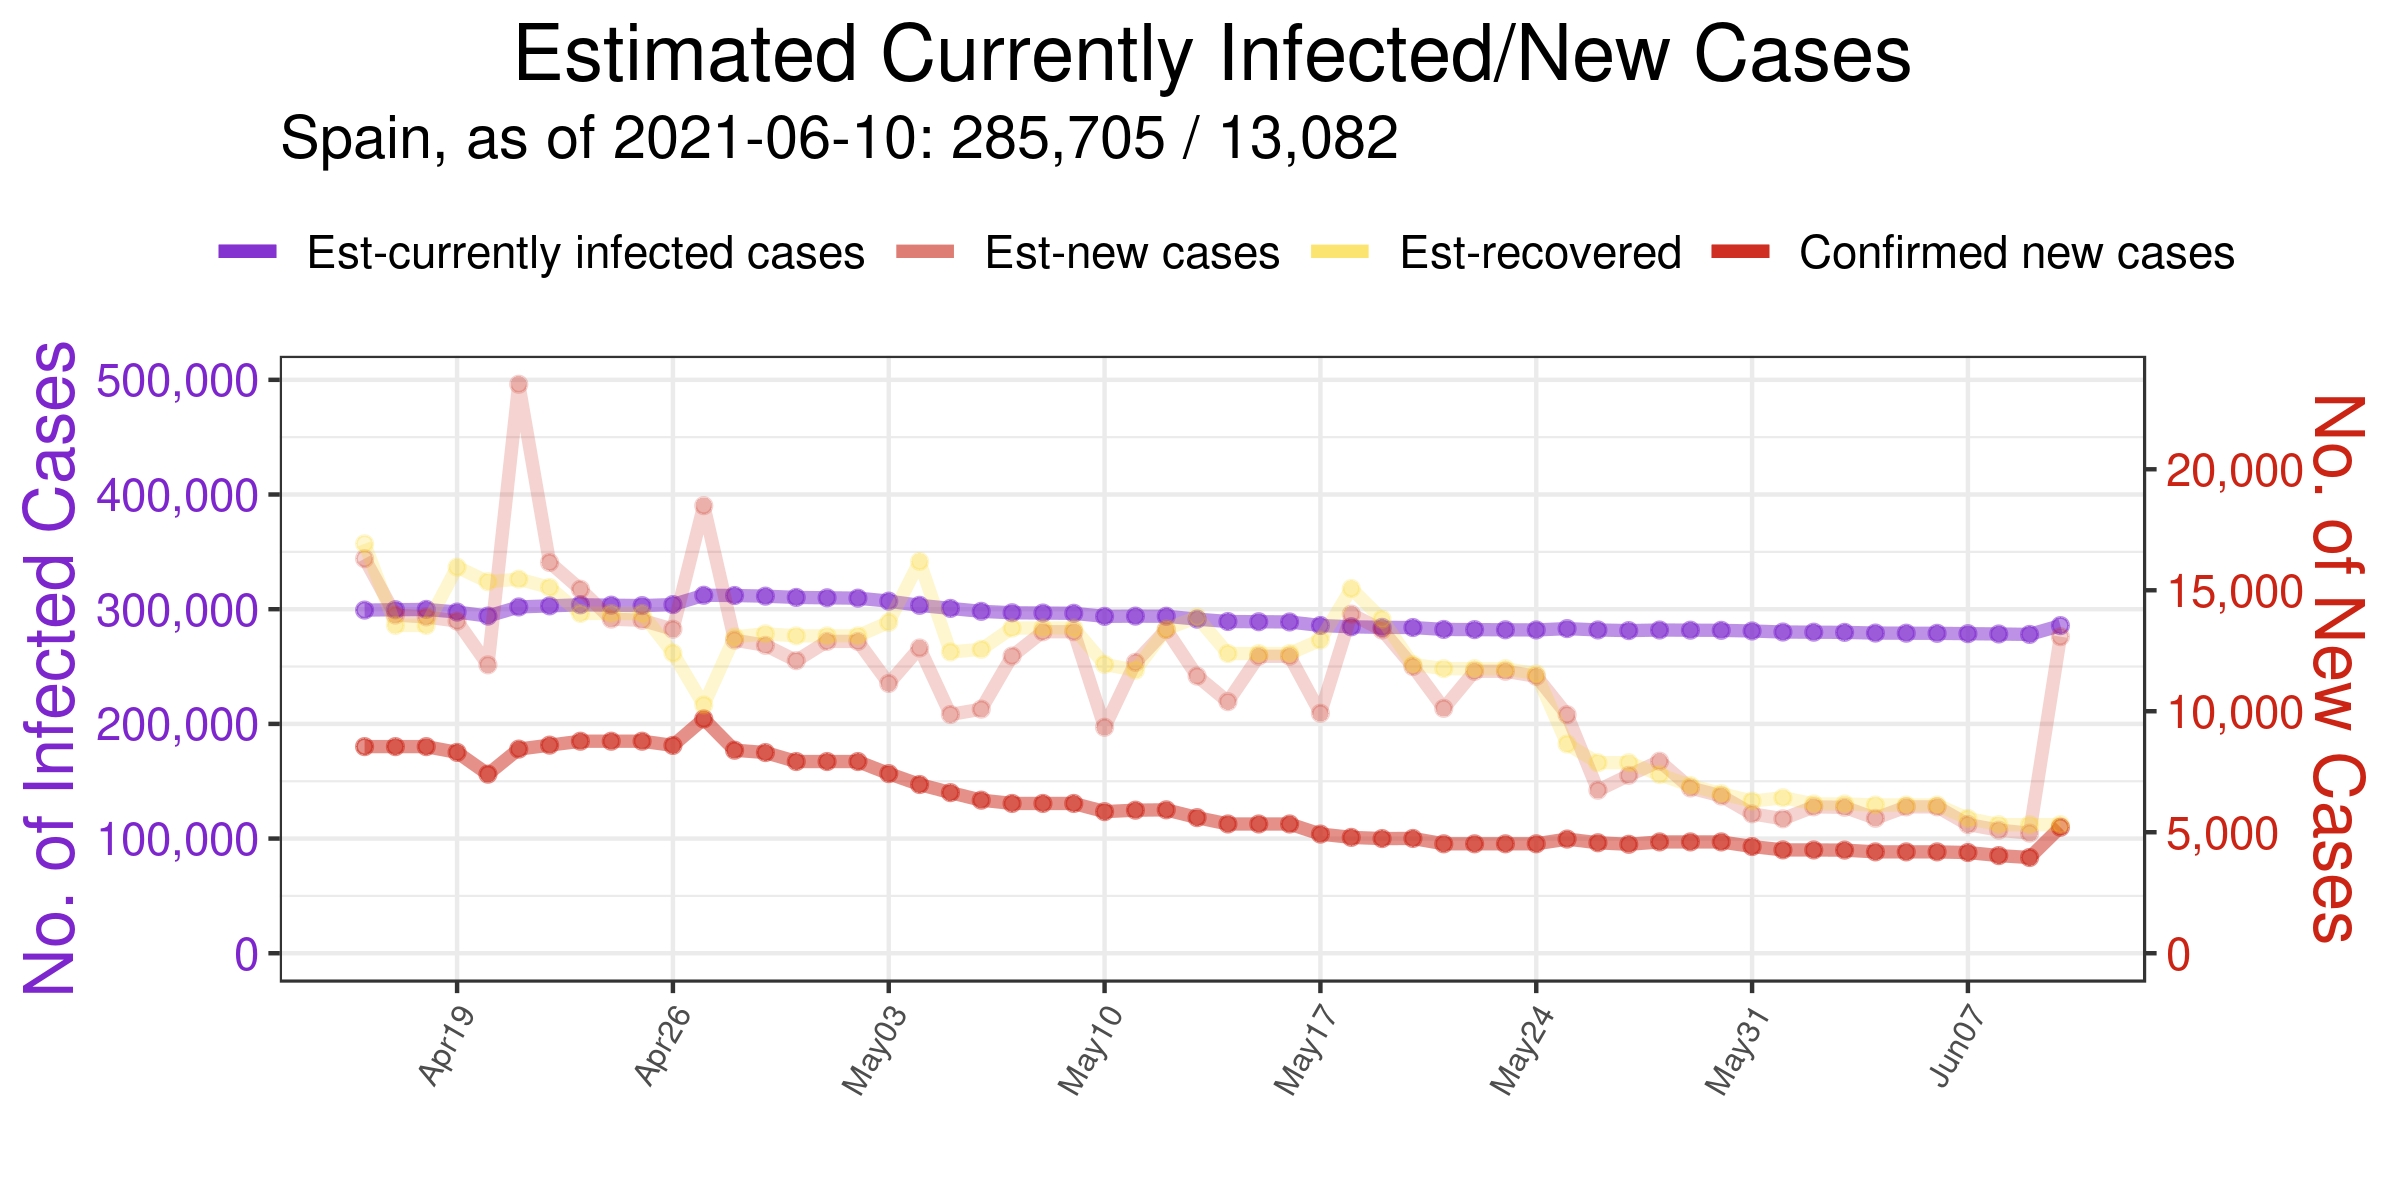 Estimated Currently Infected/New Cases
Spain, as of 2021-06-10: 285,705 / 13,082
Est-currently infected cases Est-new cases Est-recovered Confirmed new cases
No. of Infected Cases
500,000
400,000
300,000
200,000
100,000
0
20,000
15,000
10,000
5,000
0
No. of New Cases
Apr19 Apr26 May03 May10 May17 May24 May31 Jun07